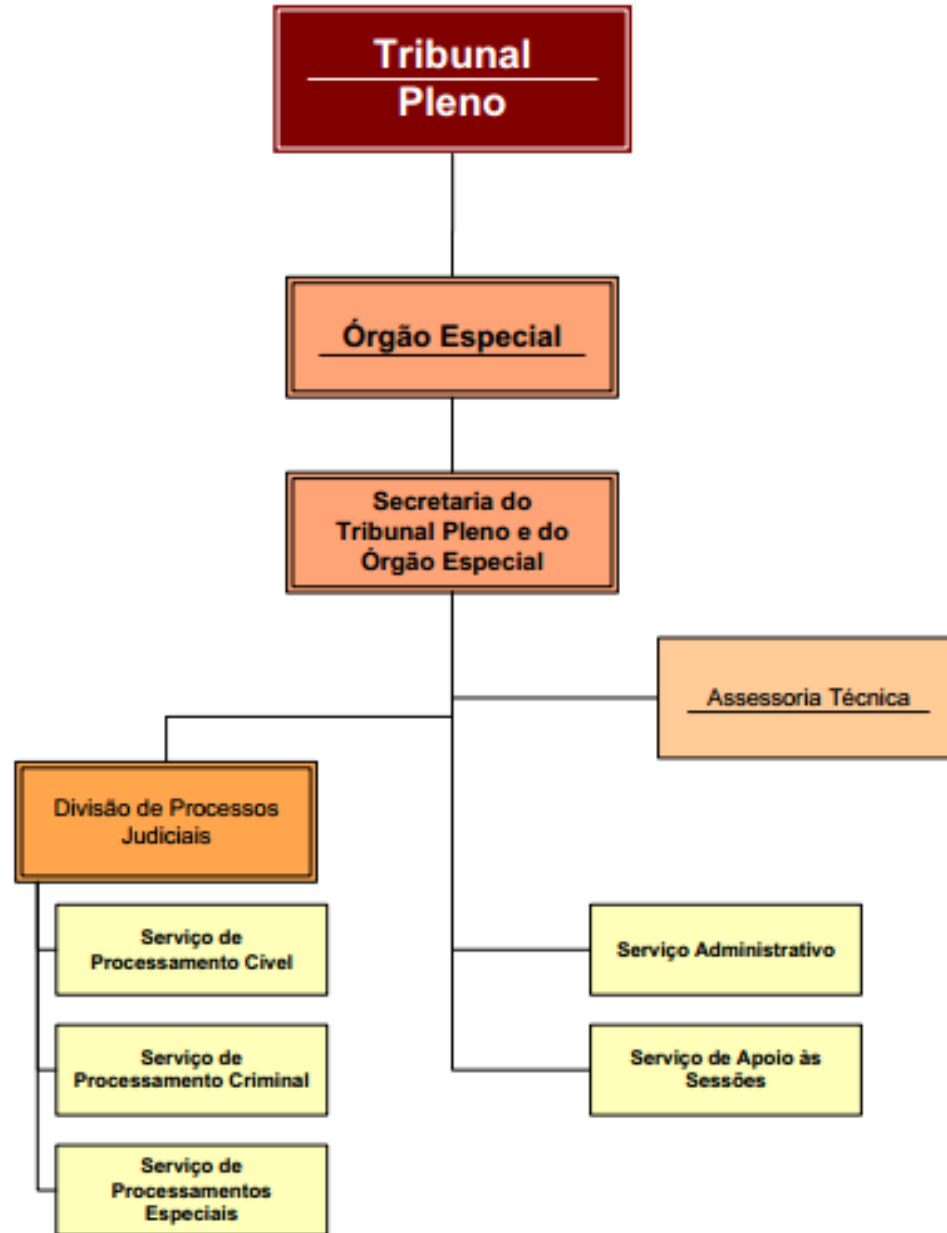 Tribunal
Pleno
Órgão Especial
Secretaria do
Tribunal Pleno e do
Órgão Especial
Assessoria Técnica
Divisão de Processos
Judiciais
Serviço de
Processamento Cível
Serviço Administrativo
Serviço de
Processamento Criminal
Serviço de Apoio às
Sessões
Serviço de
Processamentos
Especiais